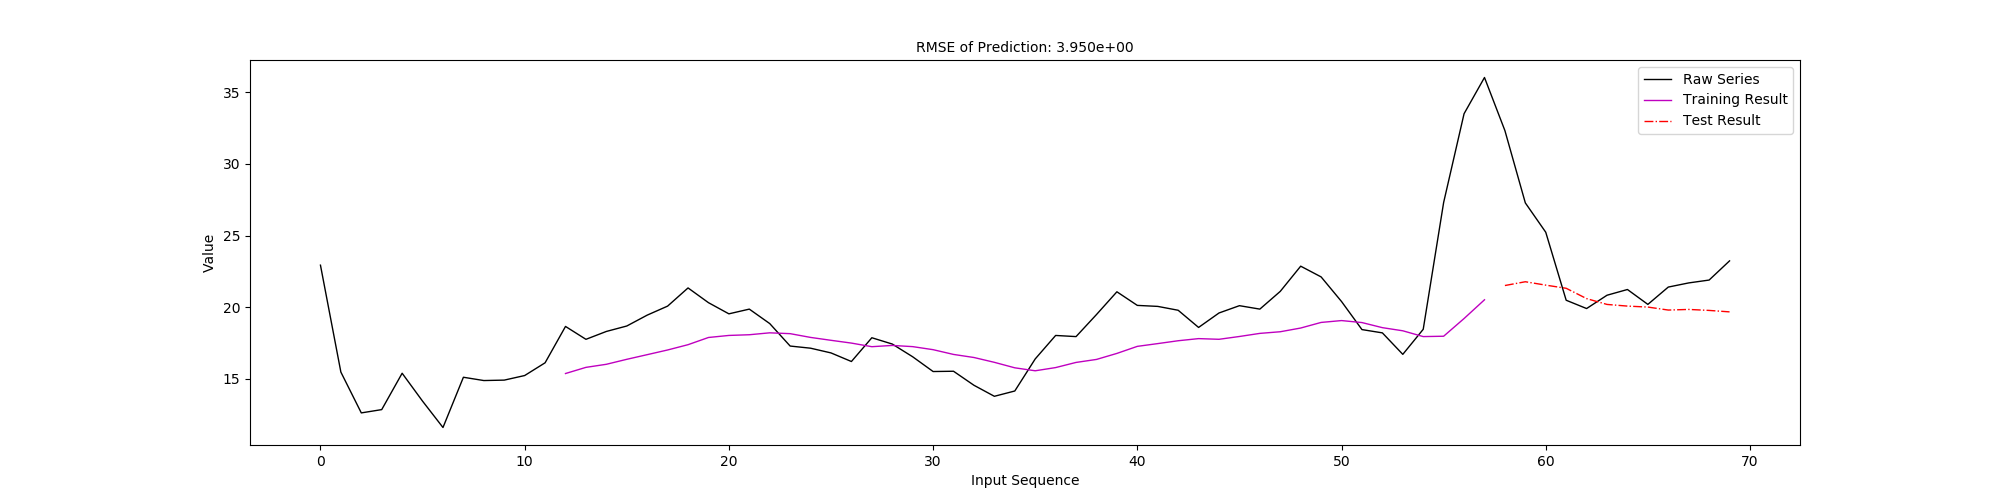 RMSE of Prediction: 3.950e+00
Value
35
30
25
20
15
0 10 20 30 40 50 60 70
Input Sequence
Raw Series
Training Result
Test Result